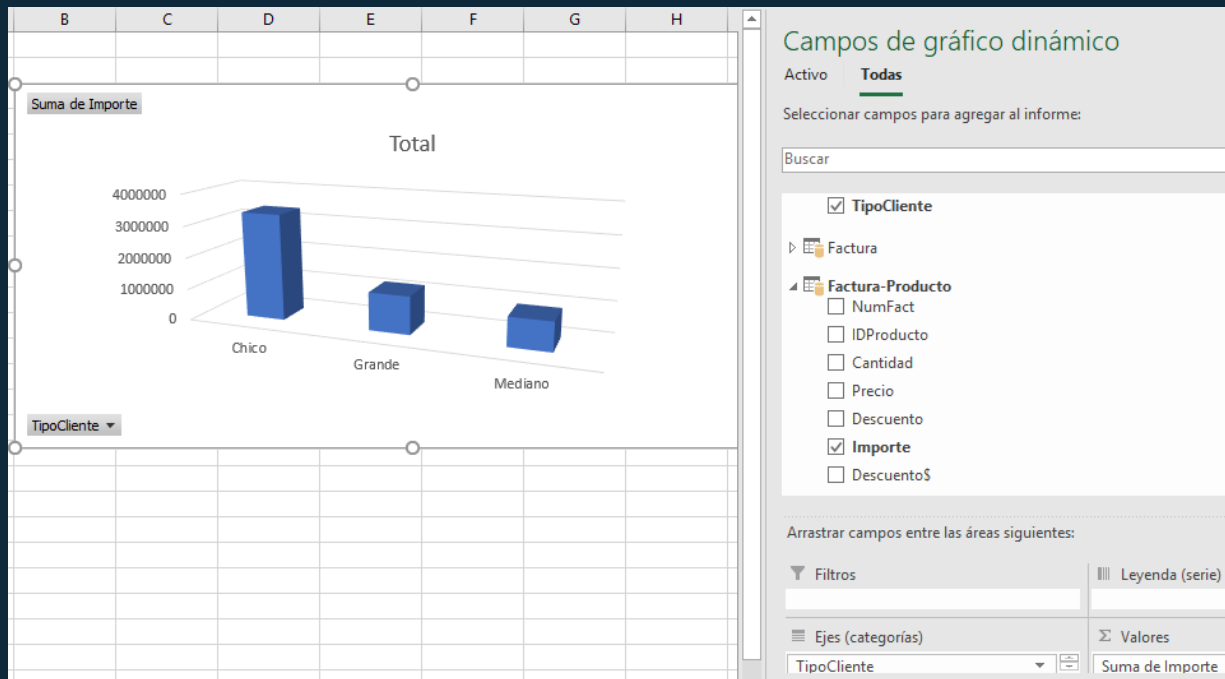 B C D E F G H
Campos de gráfico dinámico
Activo Todas
Seleccionar campos para agregar al informe:
Buscar
TipoCliente
Factura
Factura-Producto
NumFact
IDProducto
Cantidad
Precio
Descuento
Importe
Descuento$
Arrastrar campos entre las áreas siguientes:
Filtros
Leyenda (serie)
Ejes (categorías)
Σ Valores
TipoCliente
Suma de Importe
Suma de Importe
Total
4000000
3000000
2000000
1000000
0
Chico
Grande
Mediano
TipoCliente